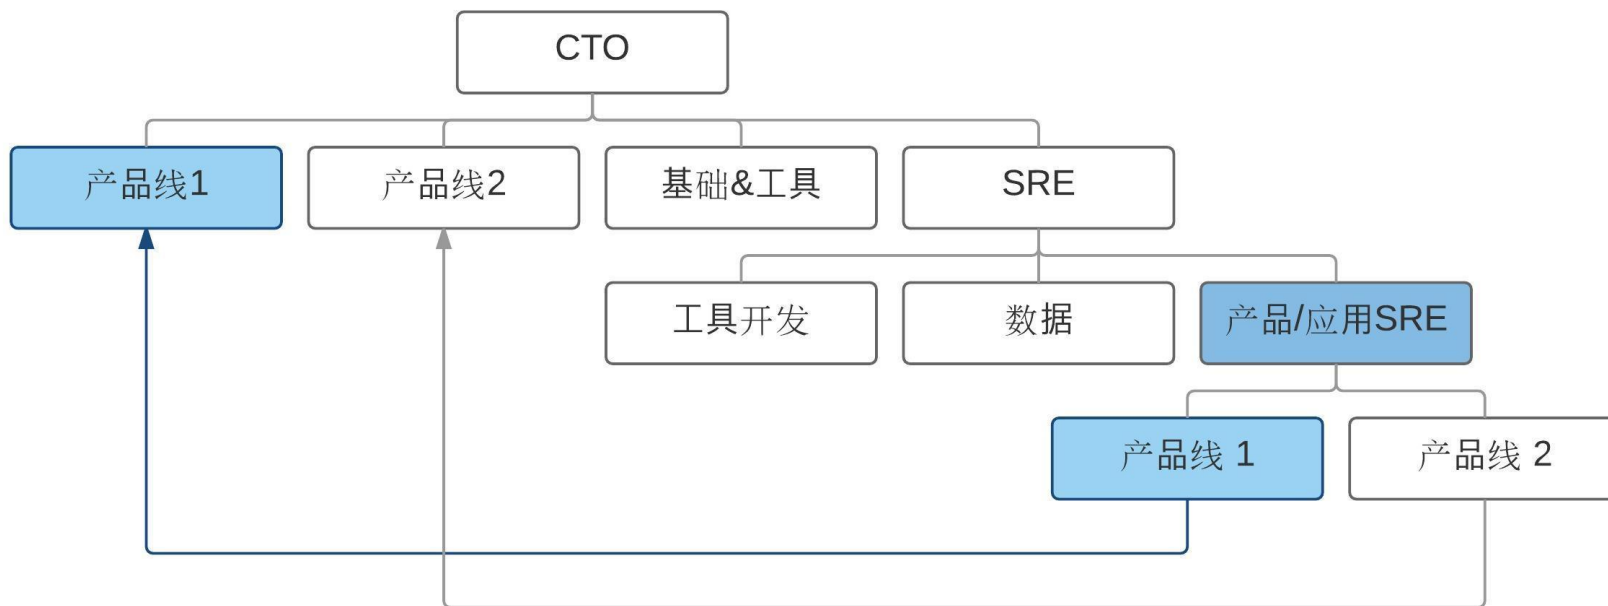 CTO
产品线1
产品线2
基础&工具
SRE
工具开发
数据
产品/应用SRE
产品线 1
产品线 2